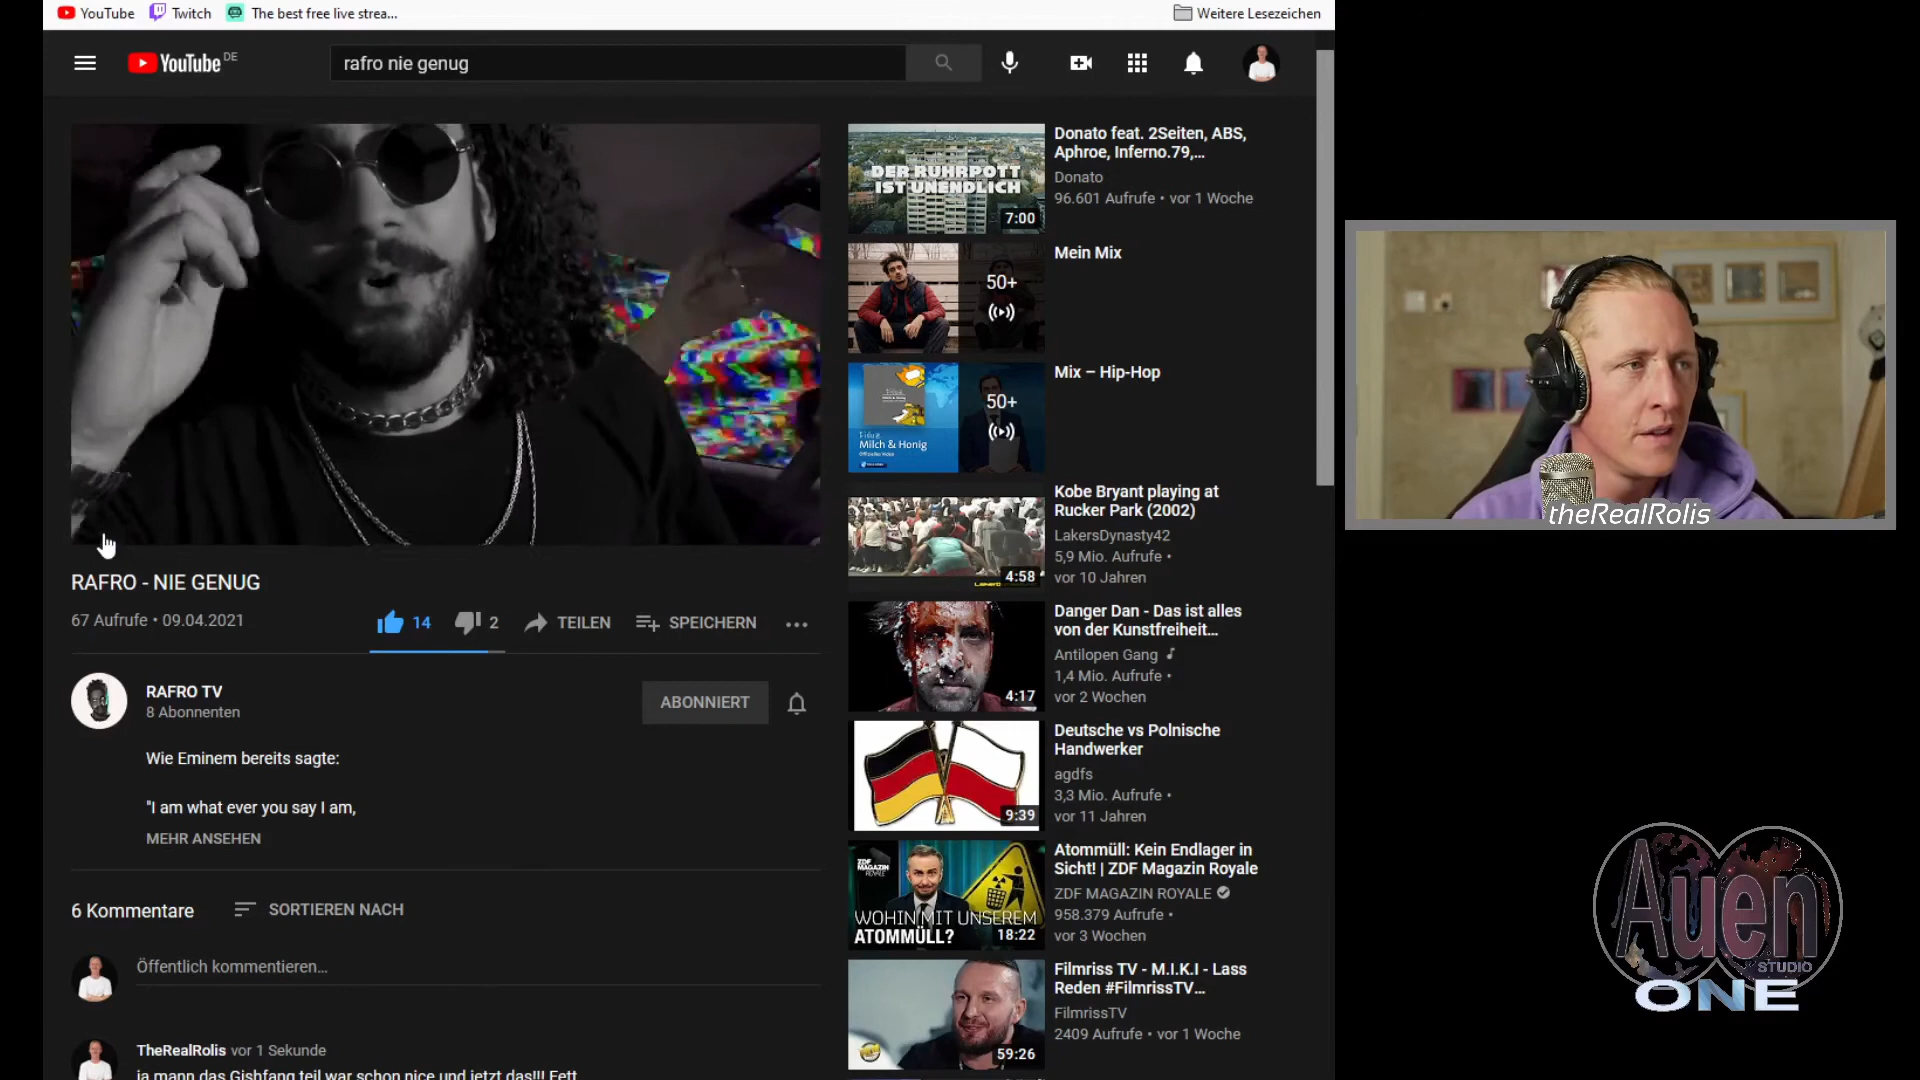 YouTube
Twitch
The best free live strea...
Weitere Lesezeichen
YouTube DE
rafro nie genug
RAFRO - NIE GENUG
67 Aufrufe • 09.04.2021
14
2
TEILEN
SPEICHERN
RAFRO TV
8 Abonnenten
ABONNIERT
Wie Eminem bereits sagte:
"I am what ever you say I am,
MEHR ANSEHEN
6 Kommentare
SORTIEREN NACH
Öffentlich kommentieren...
TheRealRolis vor 1 Sekunde
ja mann das Gishfang teil war schon nice und jetzt das!!! Fett
DER RUHRPOTT
IST UNENDLICH
7:00
Donato feat. 2Seiten, ABS,
Aphroe, Inferno.79,...
Donato
96.601 Aufrufe • vor 1 Woche
50+
Mein Mix
50+
Milch & Honig
Mix – Hip-Hop
4:58
Kobe Bryant playing at
Rucker Park (2002)
LakersDynasty42
5,9 Mio. Aufrufe •
vor 10 Jahren
4:17
Danger Dan - Das ist alles
von der Kunstfreiheit...
Antilopen Gang
1,4 Mio. Aufrufe •
vor 2 Wochen
9:39
Deutsche vs Polnische
Handwerker
agdfs
3,3 Mio. Aufrufe •
vor 11 Jahren
ZDF
MAGAZIN
ROYALE
WOHIN MIT UNSEREM
ATOMMÜLL?
18:22
Atommüll: Kein Endlager in
Sicht! | ZDF Magazin Royale
ZDF MAGAZIN ROYALE
958.379 Aufrufe •
vor 3 Wochen
59:26
Filmriss TV - M.I.K.I - Lass
Reden #FilmrissTV...
FilmrissTV
2409 Aufrufe • vor 1 Woche
theRealRolis
Auen
STUDIO
ONE